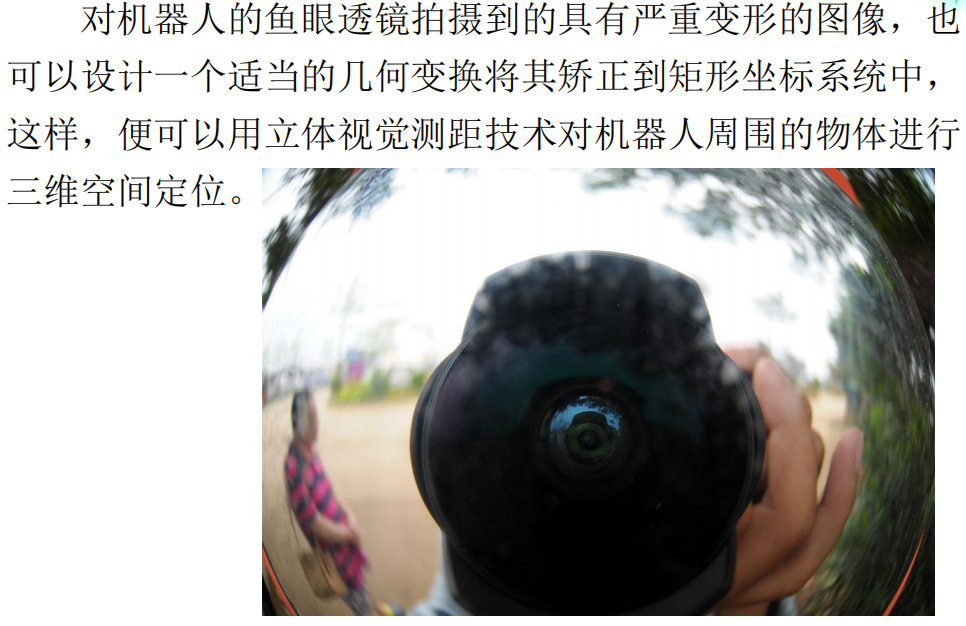 对机器人的鱼眼透镜拍摄到的具有严重变形的图像，也
可以设计一个适当的几何变换将其矫正到矩形坐标系统中，
这样，便可以用立体视觉测距技术对机器人周围的物体进行
三维空间定位。